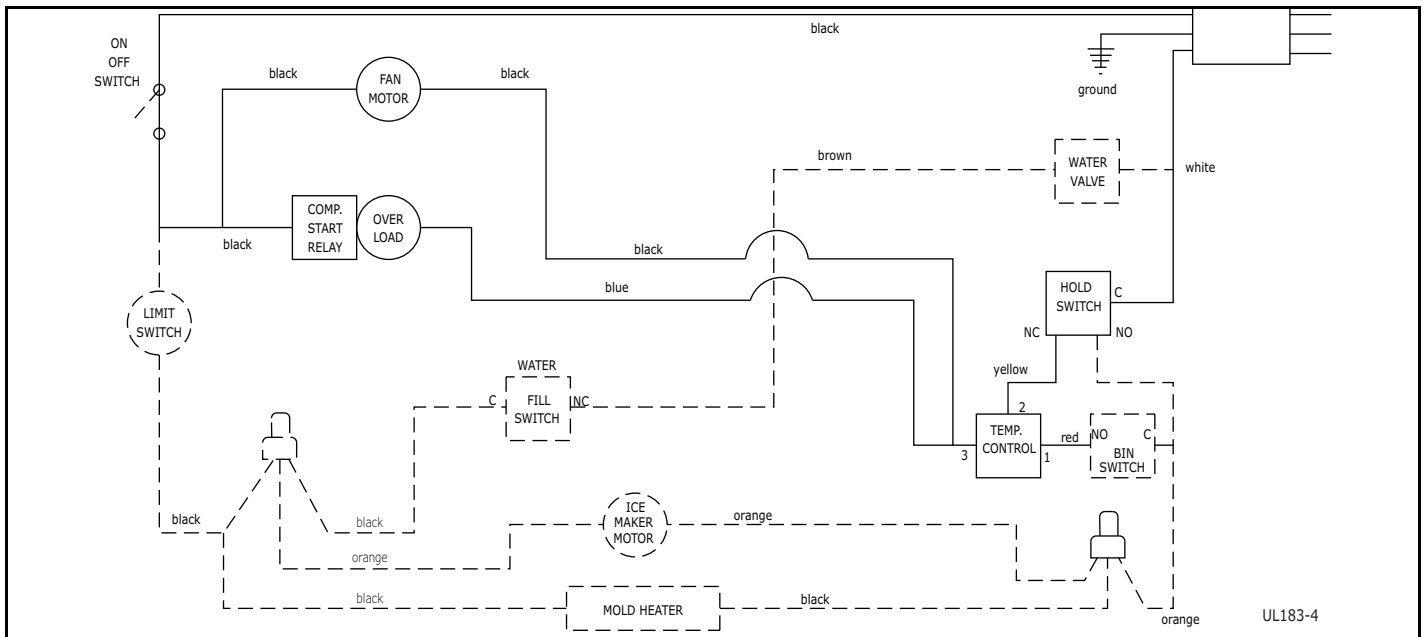 black
ON
OFF
SWITCH
black
FAN
MOTOR
black
ground
brown
WATER
VALVE
white
COMP.
START
RELAY
OVER
LOAD
black
black
blue
HOLD
SWITCH
C
NC
NO
LIMIT
SWITCH
WATER
C
FILL
SWITCH
NC
yellow
2
TEMP.
CONTROL
3
1
red
NO
C
BIN
SWITCH
black
black
orange
ICE
MAKER
MOTOR
orange
black
MOLD HEATER
black
orange
UL183-4